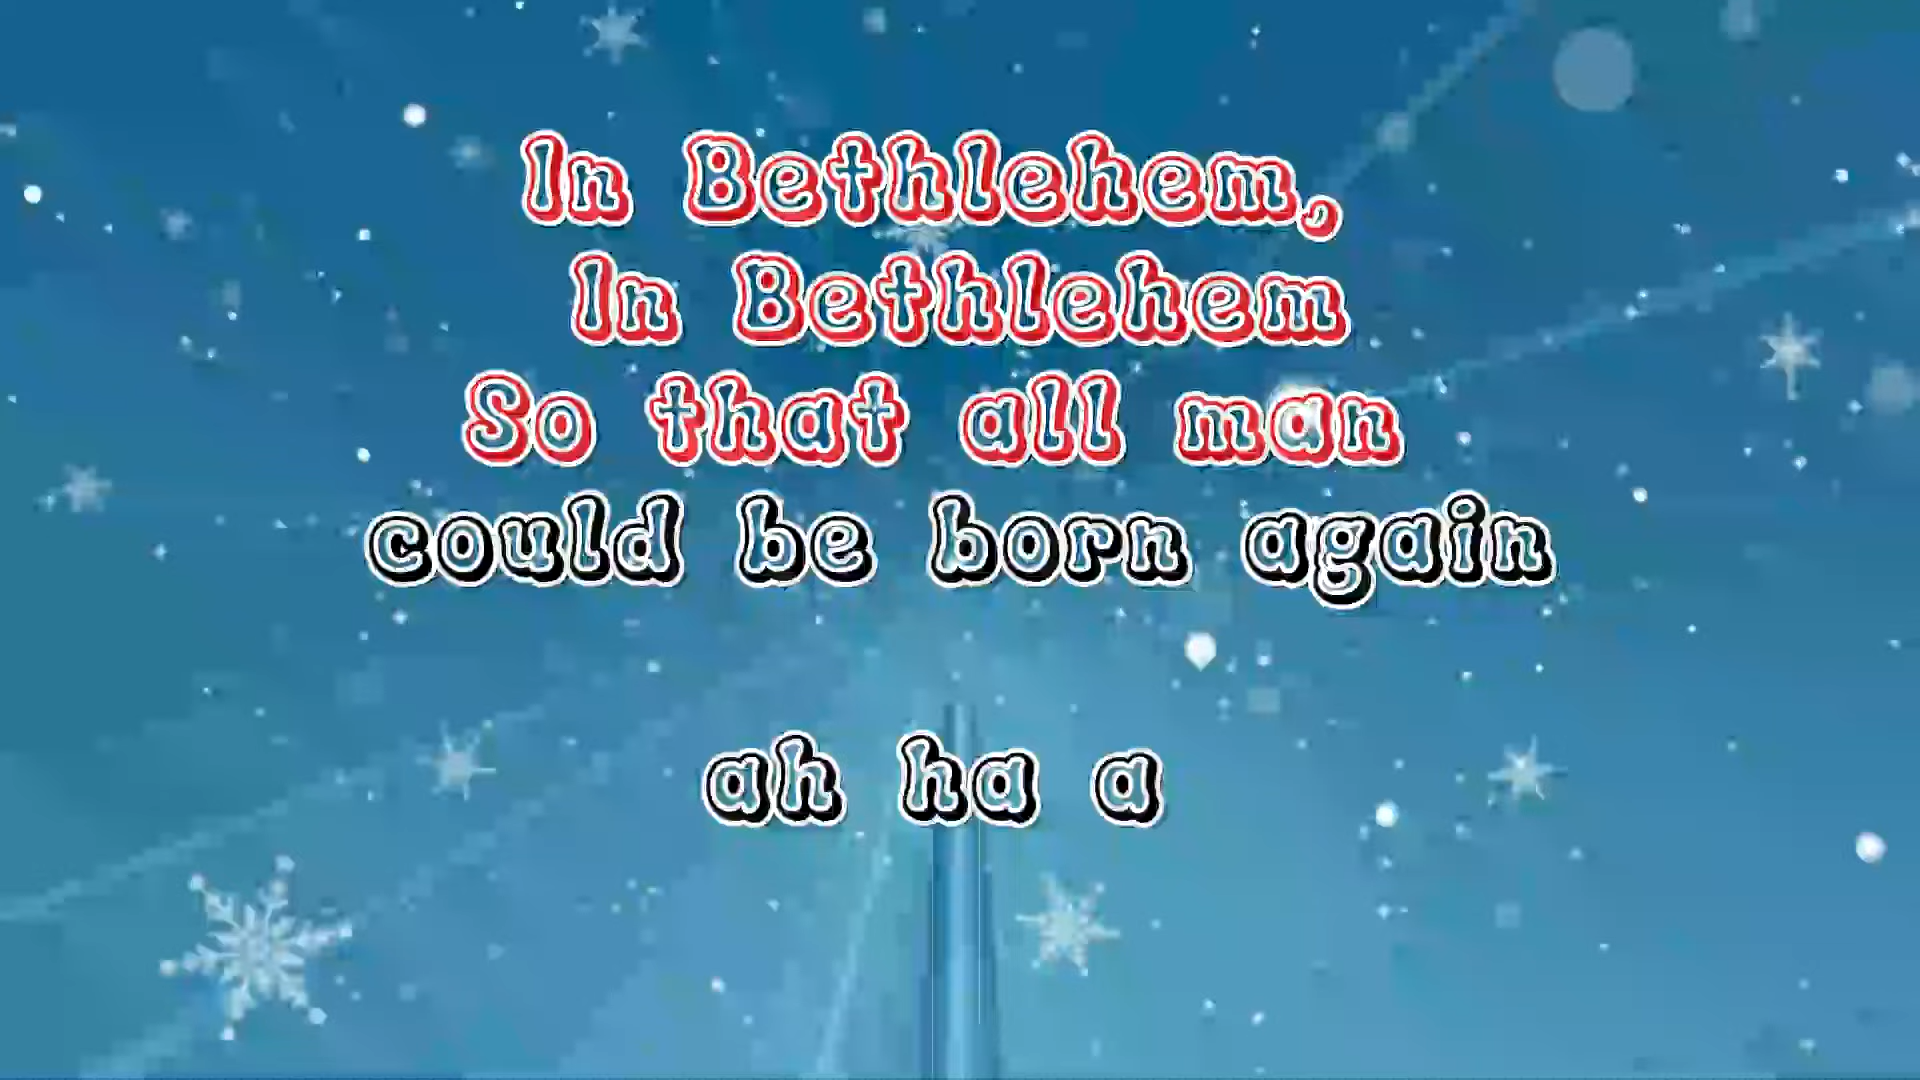 In Bethlehem,
In Bethlehem
So that all man
could be born again
ah ha a